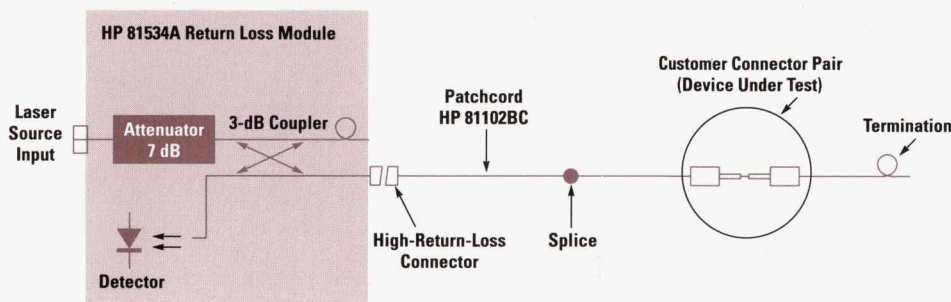 HP 81534A Return Loss Module
Laser
Source
Input
Attenuator
7 dB
3-dB Coupler
Detector
Patchcord
HP 81102BC
High-Return-Loss
Connector
Splice
Customer Connector Pair
(Device Under Test)
Termination